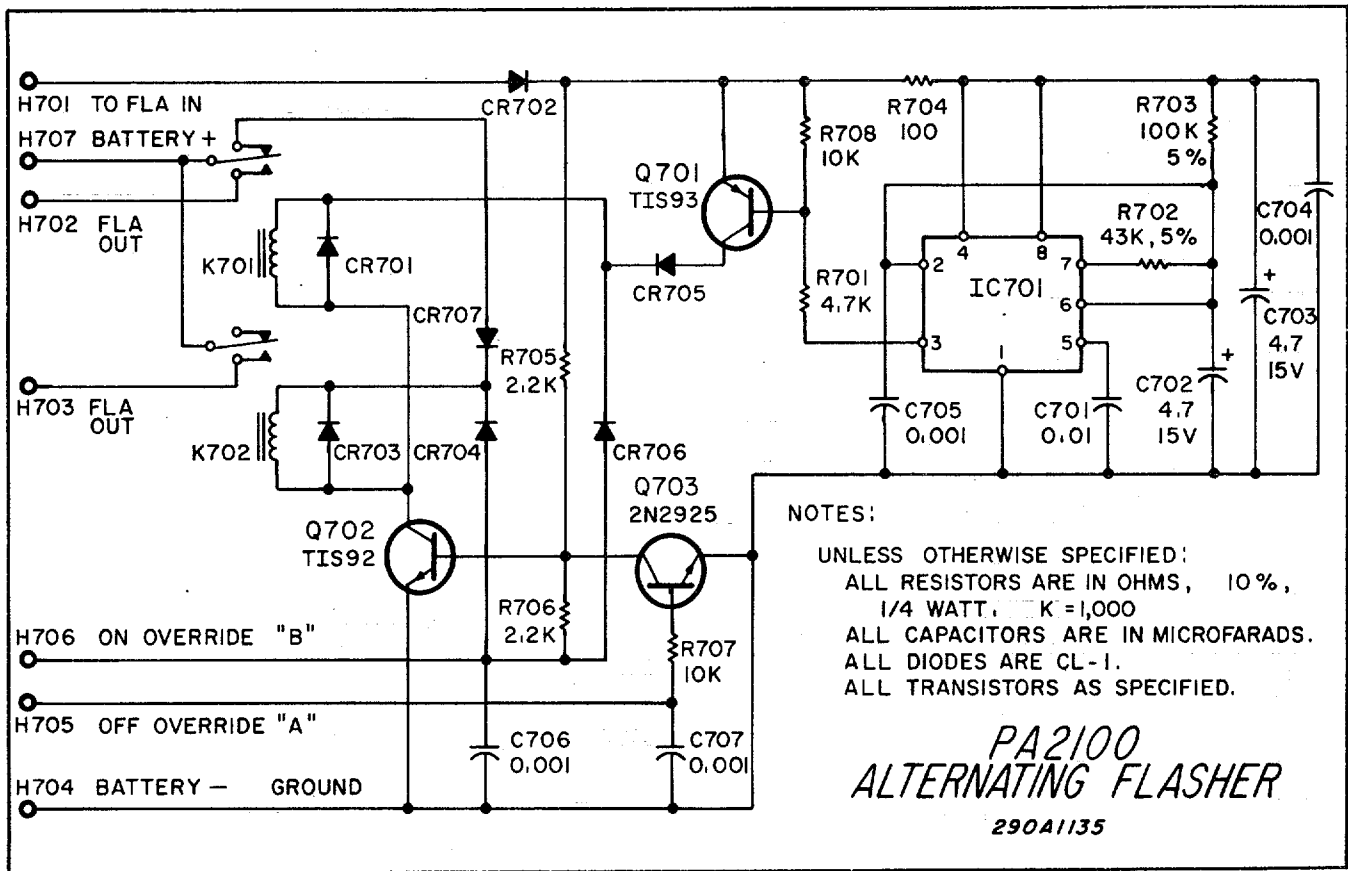 H701 TO FLA IN
H707 BATTERY +
H702 FLA
OUT
H703 FLA
OUT
H706 ON OVERRIDE "B"
H705 OFF OVERRIDE "A"
H704 BATTERY — GROUND
CR702
K701
CR701
CR707
K702
CR703
CR704
R705
2.2K
CR706
CR705
Q701
TIS93
R708
10K
R701
4.7K
R704
100
R703
100K
5%
R702
43K, 5%
IC701
4
8
2
7
6
3
1
5
C704
0.001
+
C703
4.7
15V
+
C702
4.7
15V
C705
0.001
C701
0.01
Q702
TIS92
Q703
2N2925
R706
2.2K
R707
10K
C706
0.001
C707
0.001
NOTES:
UNLESS OTHERWISE SPECIFIED:
ALL RESISTORS ARE IN OHMS, 10%,
1/4 WATT. K = 1,000
ALL CAPACITORS ARE IN MICROFARADS.
ALL DIODES ARE CL-1.
ALL TRANSISTORS AS SPECIFIED.
PA2100
ALTERNATING FLASHER
290A1135